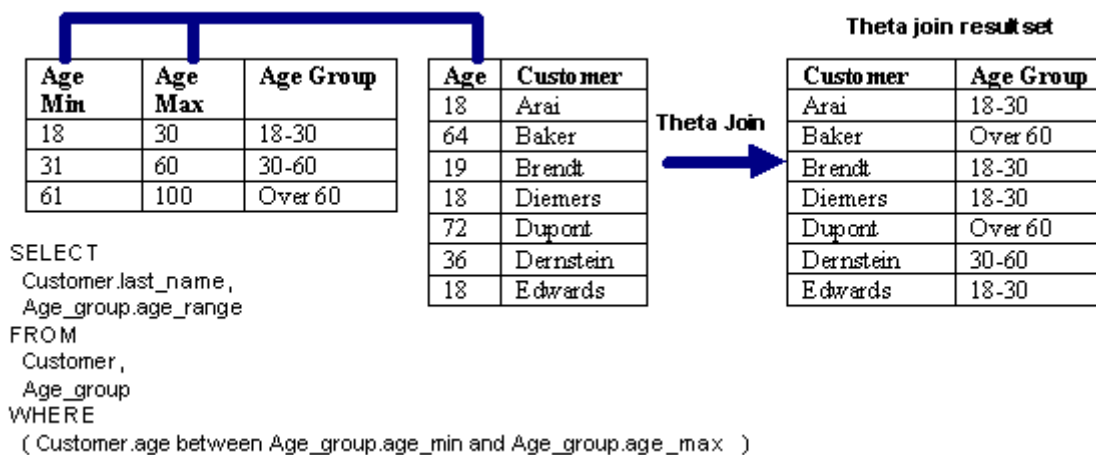 Theta join result set
Age Min Age Max Age Group
18 30 18-30
31 60 30-60
61 100 Over 60
Age Customer
18 Arai
64 Baker
19 Brendt
18 Diemers
72 Dupont
36 Dernstein
18 Edwards
Theta Join
Customer Age Group
Arai 18-30
Baker Over 60
Brendt 18-30
Diemers 18-30
Dupont Over 60
Dernstein 30-60
Edwards 18-30
SELECT
Customer.last_name,
Age_group.age_range
FROM
Customer,
Age_group
WHERE
( Customer.age between Age_group.age_min and Age_group.age_max )